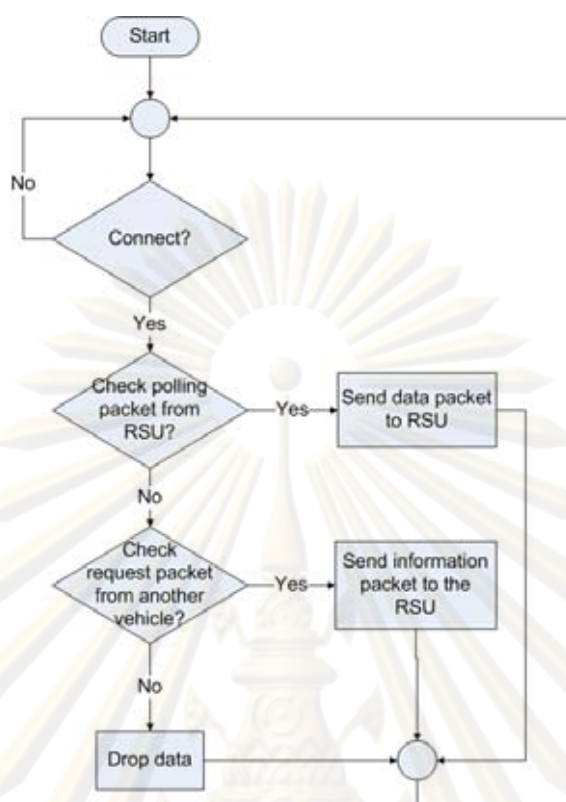 Start
No
Connect?
Yes
Check polling
packet from
RSU?
Yes
Send data packet
to RSU
No
Check
request packet
from another
vehicle?
Yes
Send information
packet to the
RSU
No
Drop data